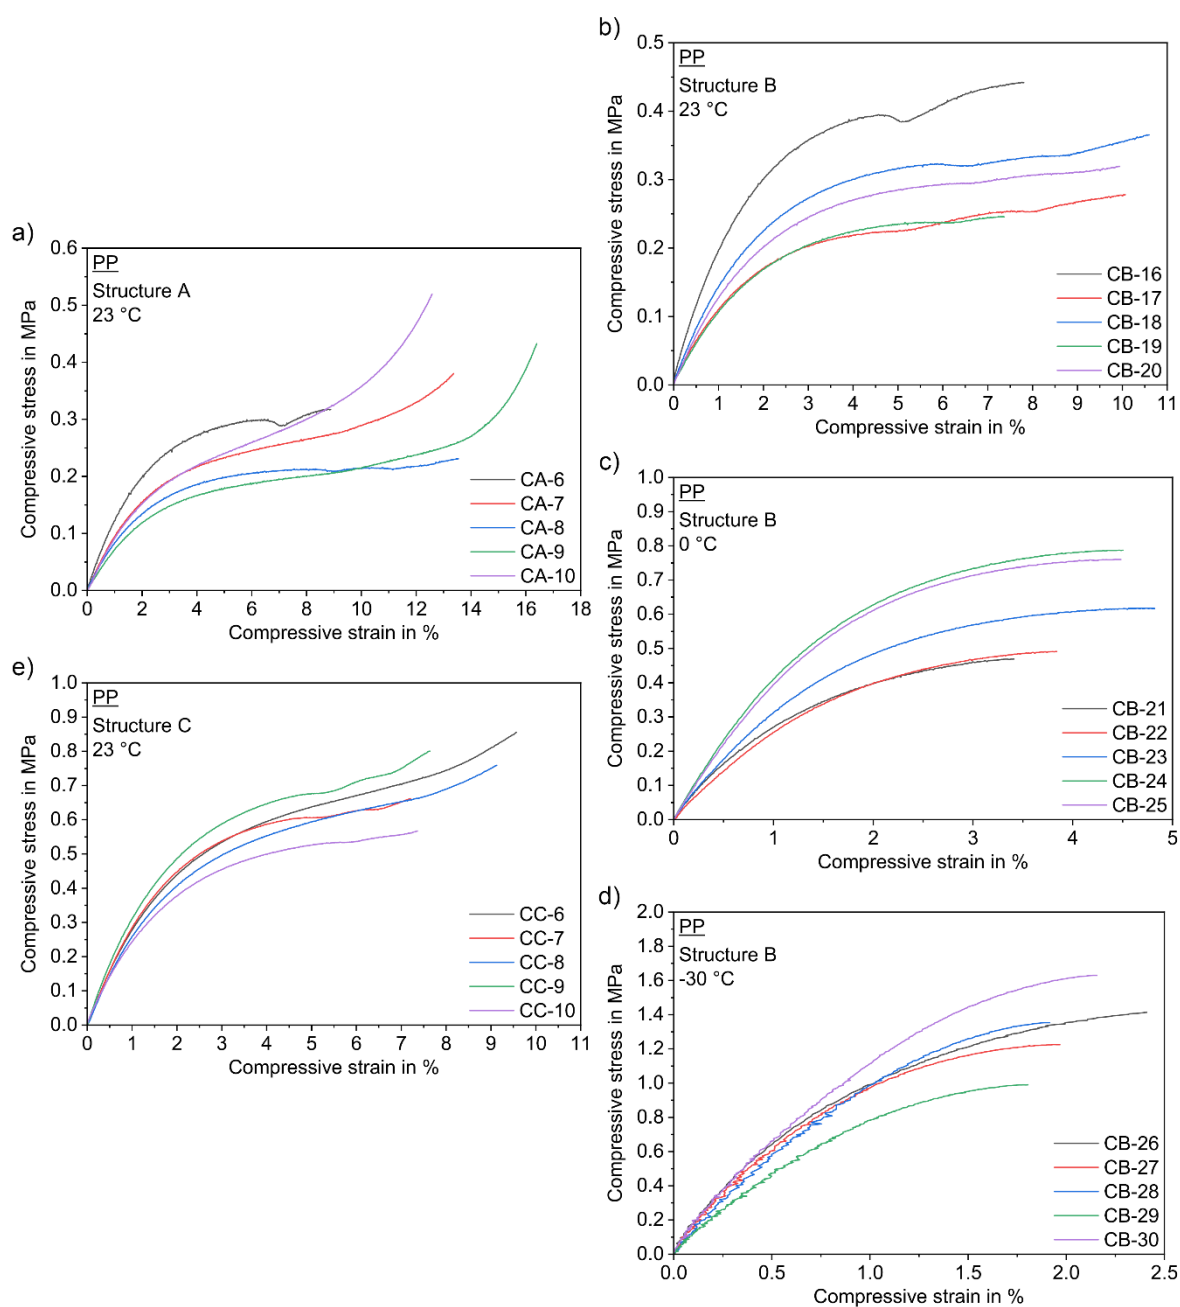 a)
PP
Structure A
23 °C
Compressive stress in MPa
0.6
0.5
0.4
0.3
0.2
0.1
0.0
0 2 4 6 8 10 12 14 16 18
Compressive strain in %
CA-6
CA-7
CA-8
CA-9
CA-10
b)
PP
Structure B
23 °C
Compressive stress in MPa
0.5
0.4
0.3
0.2
0.1
0.0
0 1 2 3 4 5 6 7 8 9 10 11
Compressive strain in %
CB-16
CB-17
CB-18
CB-19
CB-20
c)
PP
Structure B
0 °C
Compressive stress in MPa
1.0
0.9
0.8
0.7
0.6
0.5
0.4
0.3
0.2
0.1
0.0
0 1 2 3 4 5
Compressive strain in %
CB-21
CB-22
CB-23
CB-24
CB-25
e)
PP
Structure C
23 °C
Compressive stress in MPa
1.0
0.9
0.8
0.7
0.6
0.5
0.4
0.3
0.2
0.1
0.0
0 1 2 3 4 5 6 7 8 9 10 11
Compressive strain in %
CC-6
CC-7
CC-8
CC-9
CC-10
d)
PP
Structure B
-30 °C
Compressive stress in MPa
2.0
1.8
1.6
1.4
1.2
1.0
0.8
0.6
0.4
0.2
0.0
0.0 0.5 1.0 1.5 2.0 2.5
Compressive strain in %
CB-26
CB-27
CB-28
CB-29
CB-30